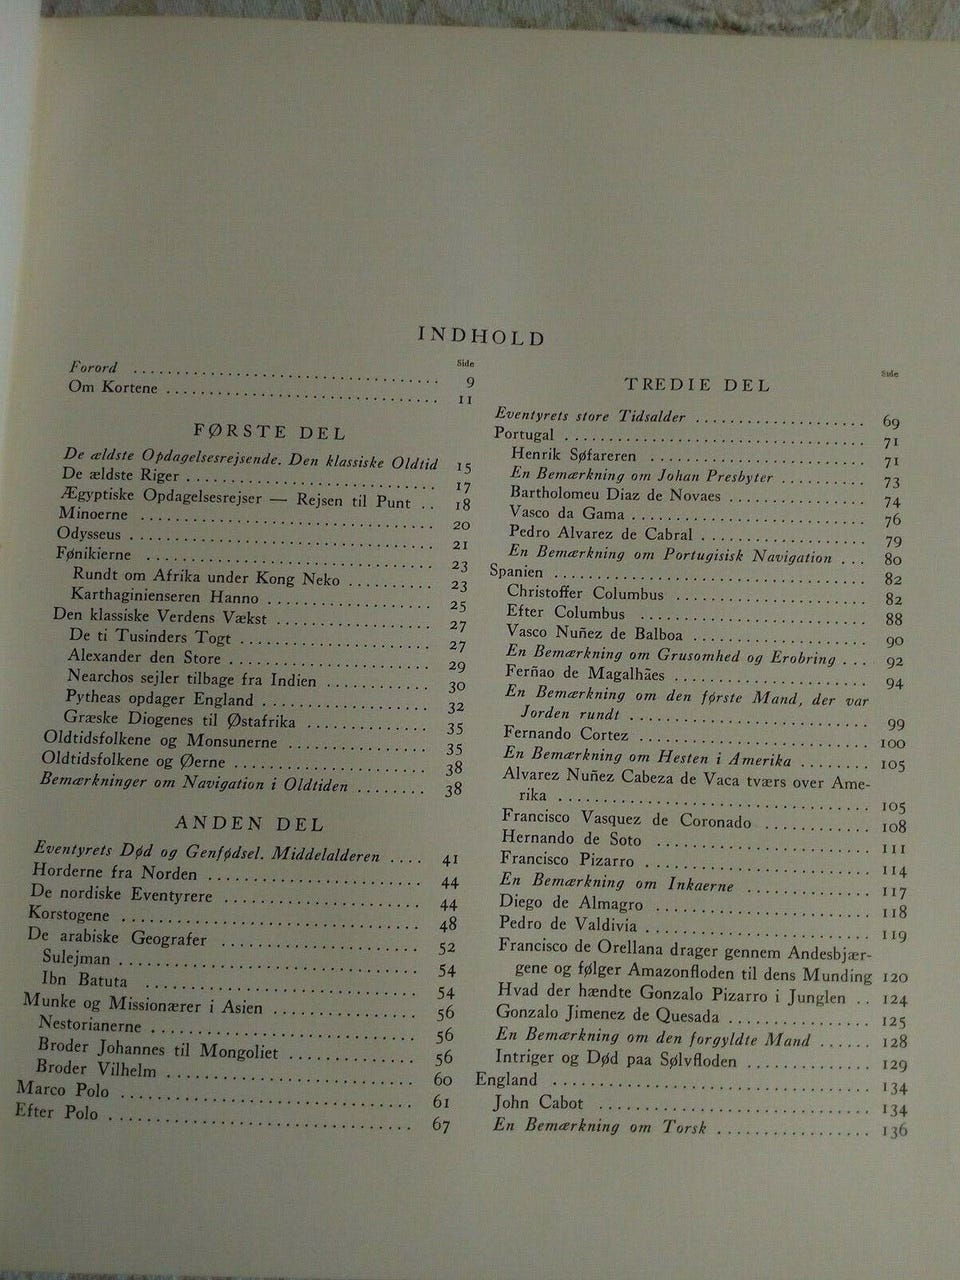 INDHOLD
Side
Forord .......... 9
Om Kortene .......... 11
FØRSTE DEL
De ældste Opdagelsesrejsende. Den klassiske Oldtid 15
De ældste Riger .......... 17
Ægyptiske Opdagelsesrejser — Rejsen til Punt .. 18
Minoerne .......... 20
Odysseus .......... 21
Fønikierne .......... 23
Rundt om Afrika under Kong Neko .......... 23
Karthaginienseren Hanno .......... 25
Den klassiske Verdens Vækst .......... 27
De ti Tusinders Togt .......... 27
Alexander den Store .......... 29
Nearchos sejler tilbage fra Indien .......... 30
Pytheas opdager England .......... 32
Græske Diogenes til Østafrika .......... 35
Oldtidsfolkene og Monsunerne .......... 35
Oldtidsfolkene og Øerne .......... 38
Bemærkninger om Navigation i Oldtiden ........ 38
ANDEN DEL
Eventyrets Død og Genfødsel. Middelalderen .... 41
Horderne fra Norden .......... 44
De nordiske Eventyrere .......... 44
Korstogene .......... 48
De arabiske Geografer .......... 52
Sulejman .......... 54
Ibn Batuta .......... 54
Munke og Missionærer i Asien .......... 56
Nestorianerne .......... 56
Broder Johannes til Mongoliet .......... 56
Broder Vilhelm .......... 60
Marco Polo .......... 61
Efter Polo .......... 67
Side
TREDIE DEL
Eventyrets store Tidsalder .......... 69
Portugal .......... 71
Henrik Søfareren .......... 71
En Bemærkning om Johan Presbyter .......... 73
Bartholomeu Diaz de Novaes .......... 74
Vasco da Gama .......... 76
Pedro Alvarez de Cabral .......... 79
En Bemærkning om Portugisisk Navigation ... 80
Spanien .......... 82
Christoffer Columbus .......... 82
Efter Columbus .......... 88
Vasco Nuñez de Balboa .......... 90
En Bemærkning om Grusomhed og Erobring ... 92
Ferñao de Magalhães .......... 94
En Bemærkning om den første Mand, der var
Jorden rundt .......... 99
Fernando Cortez .......... 100
En Bemærkning om Hesten i Amerika ........ 105
Alvarez Nuñez Cabeza de Vaca tværs over Ame-
rika .......... 105
Francisco Vasquez de Coronado .......... 108
Hernando de Soto .......... 111
Francisco Pizarro .......... 114
En Bemærkning om Inkaerne .......... 117
Diego de Almagro .......... 118
Pedro de Valdivia .......... 119
Francisco de Orellana drager gennem Andesbjær-
gene og følger Amazonfloden til dens Munding 120
Hvad der hændte Gonzalo Pizarro i Junglen .. 124
Gonzalo Jimenez de Quesada .......... 125
En Bemærkning om den forgyldte Mand ...... 128
Intriger og Død paa Sølvfloden .......... 129
England .......... 134
John Cabot .......... 134
En Bemærkning om Torsk .......... 136